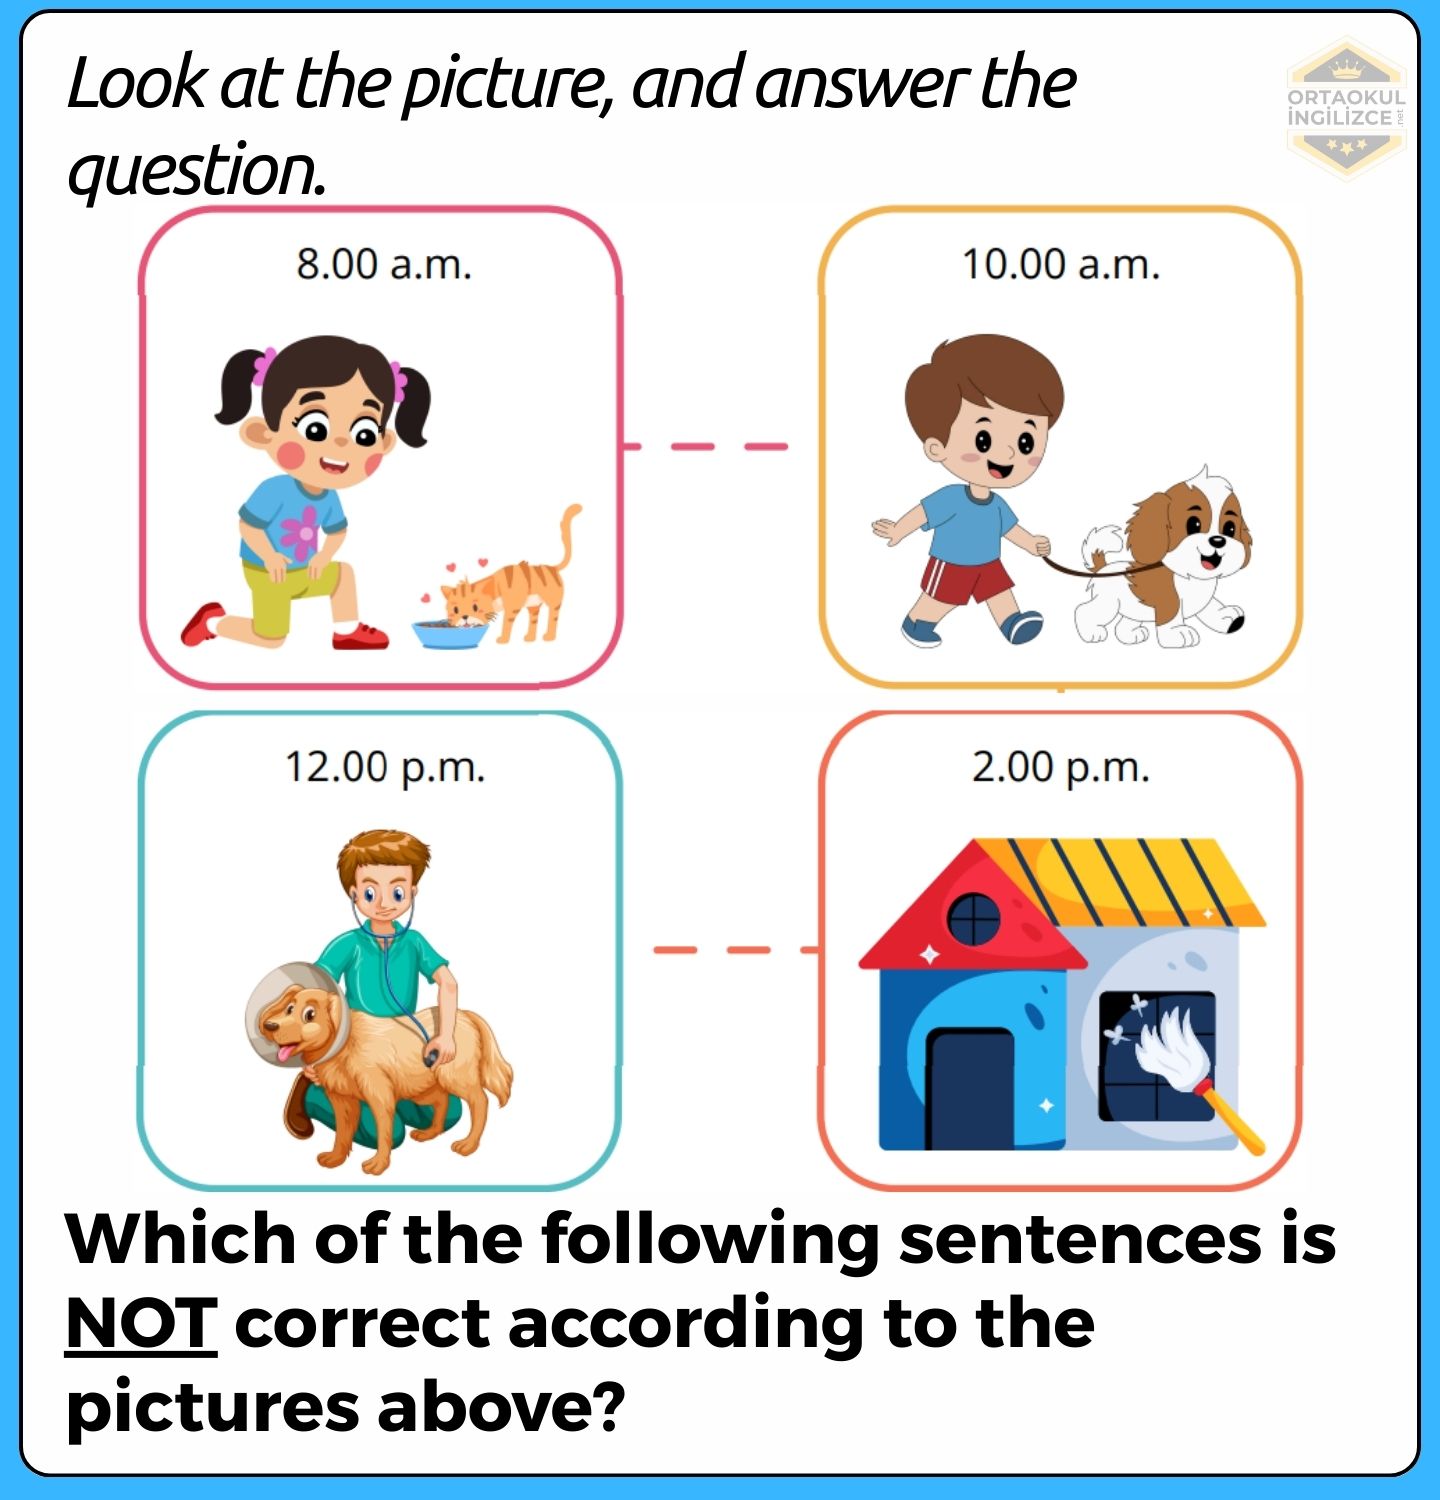 Look at the picture, and answer the
question.
ORTAOKUL
İNGİLİZCE.net
8.00 a.m.
10.00 a.m.
12.00 p.m.
2.00 p.m.
Which of the following sentences is
NOT correct according to the
pictures above?